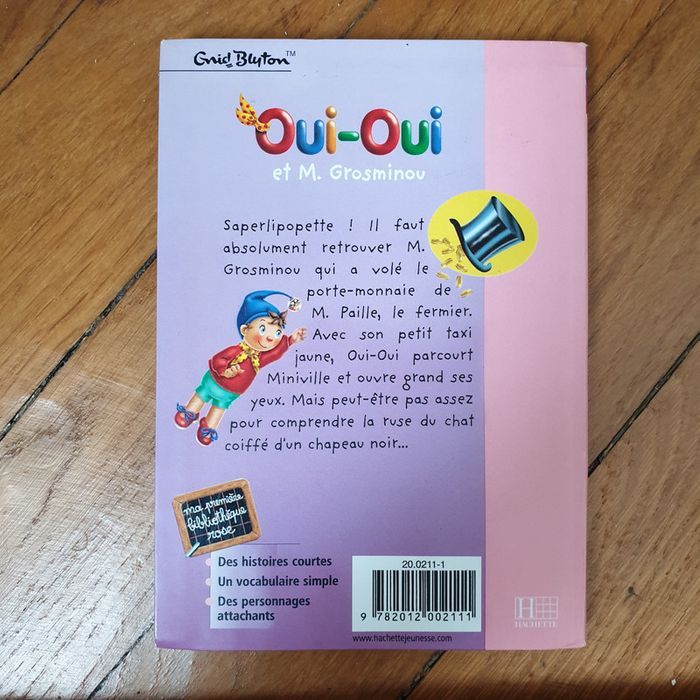 Enid Blyton™
Oui-Oui
et M. Grosminou
Saperlipopette ! Il faut
absolument retrouver M.
Grosminou qui a volé le
porte-monnaie de
M. Paille, le fermier.
Avec son petit taxi
jaune, Oui-Oui parcourt
Miniville et ouvre grand ses
yeux. Mais peut-être pas assez
pour comprendre la ruse du chat
coiffé d'un chapeau noir...
ma première
bibliothèque
rose
Des histoires courtes
Un vocabulaire simple
Des personnages
attachants
20.0211-1
9 782012 002111
www.hachettejeunesse.com
H
HACHETTE